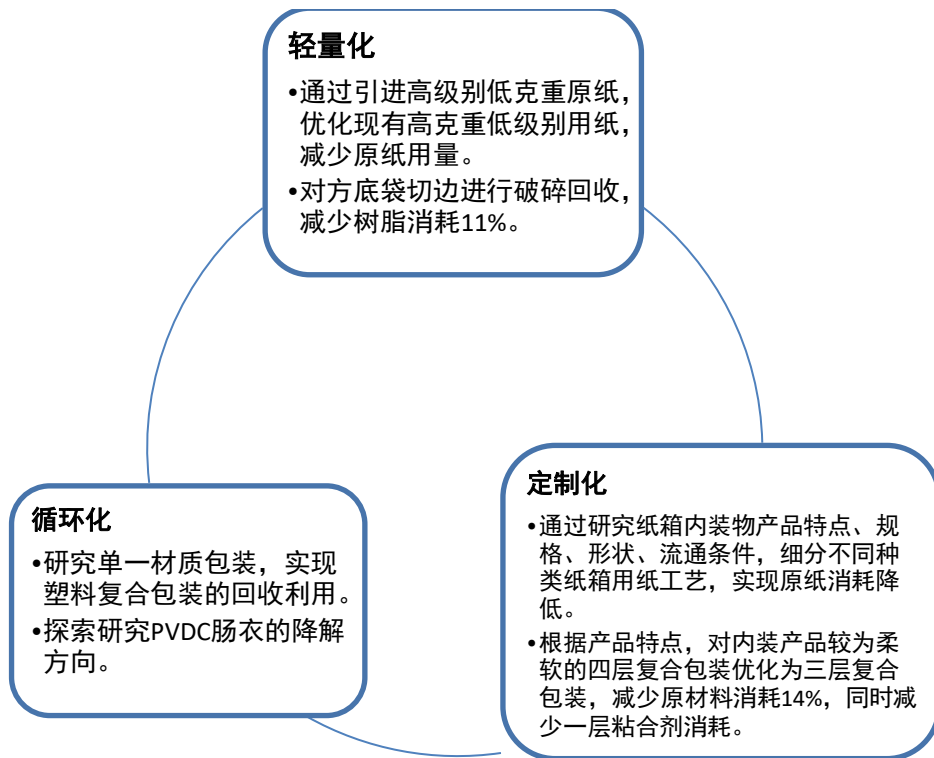 轻量化
•通过引进高级别低克重原纸，
优化现有高克重低级别用纸，
减少原纸用量。
•对方底袋切边进行破碎回收，
减少树脂消耗11%。
循环化
•研究单一材质包装，实现
塑料复合包装的回收利用。
•探索研究PVDC肠衣的降解
方向。
定制化
•通过研究纸箱内装物产品特点、规
格、形状、流通条件，细分不同种
类纸箱用纸工艺，实现原纸消耗降
低。
•根据产品特点，对内装产品较为柔
软的四层复合包装优化为三层复合
包装，减少原材料消耗14%，同时减
少一层粘合剂消耗。